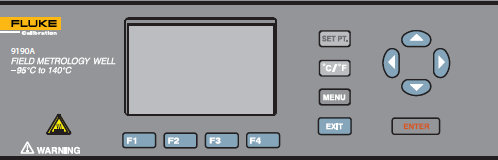 FLUKE
Calibration
9190A
FIELD METROLOGY WELL
–95°C to 140°C
WARNING
F1
F2
F3
F4
SET PT.
°C/°F
MENU
EXIT
ENTER